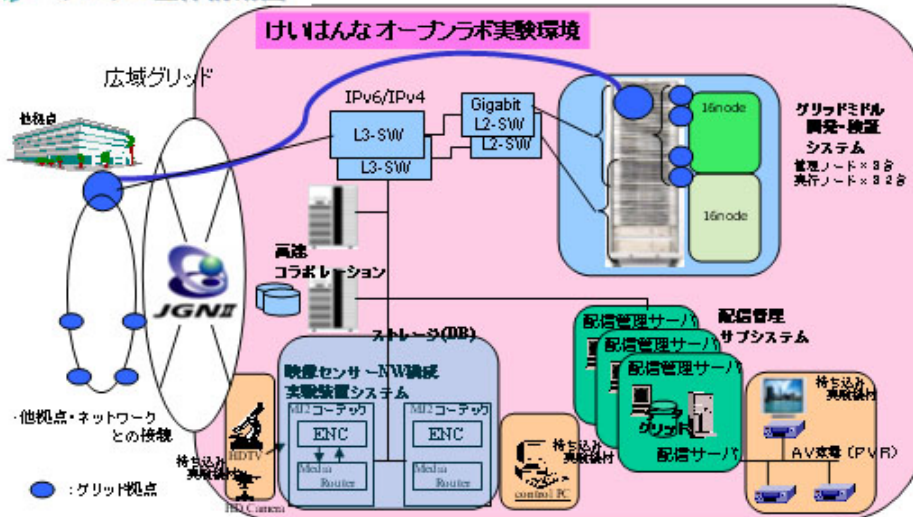 けいはんなオープンラボ実験環境
広域グリッド
他拠点
IPv6/IPv4
L3-SW
L3-SW
Gigabit
L2-SW
L2-SW
16node
16node
グリッドミドル
開発・検証
システム
管理ノード×3台
実行ノード×32台
JGNII
高速
コラボレーション
ストレージ(DB)
配信管理サーバ
配信管理サーバ
配信管理サーバ
データ
グリッド
配信サーバ
配信管理
サブシステム
映像センサーNW構成
実験装置システム
MJ2コーデック
ENC
Media
Router
MJ2コーデック
ENC
Media
Router
HDTV
持ち込み
実験機材
HD Camera
持ち込み
実験機材
control PC
持ち込み
実験機材
AV装置(PVR)
・他拠点・ネットワーク
との接続
:グリッド拠点